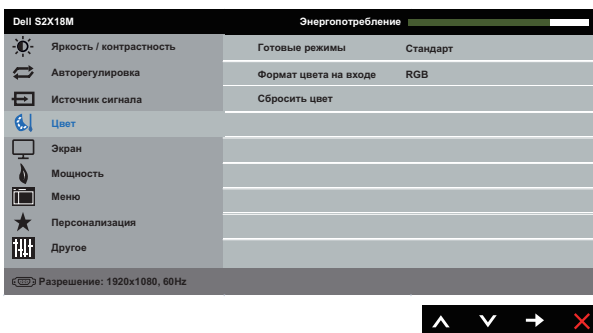 Dell S2X18M Энергопотребление
Яркость / контрастность Готовые режимы Стандарт
Авторегулировка Формат цвета на входе RGB
Источник сигнала Сбросить цвет
Цвет
Экран
Мощность
Меню
Персонализация
Другое
Разрешение: 1920x1080, 60Hz